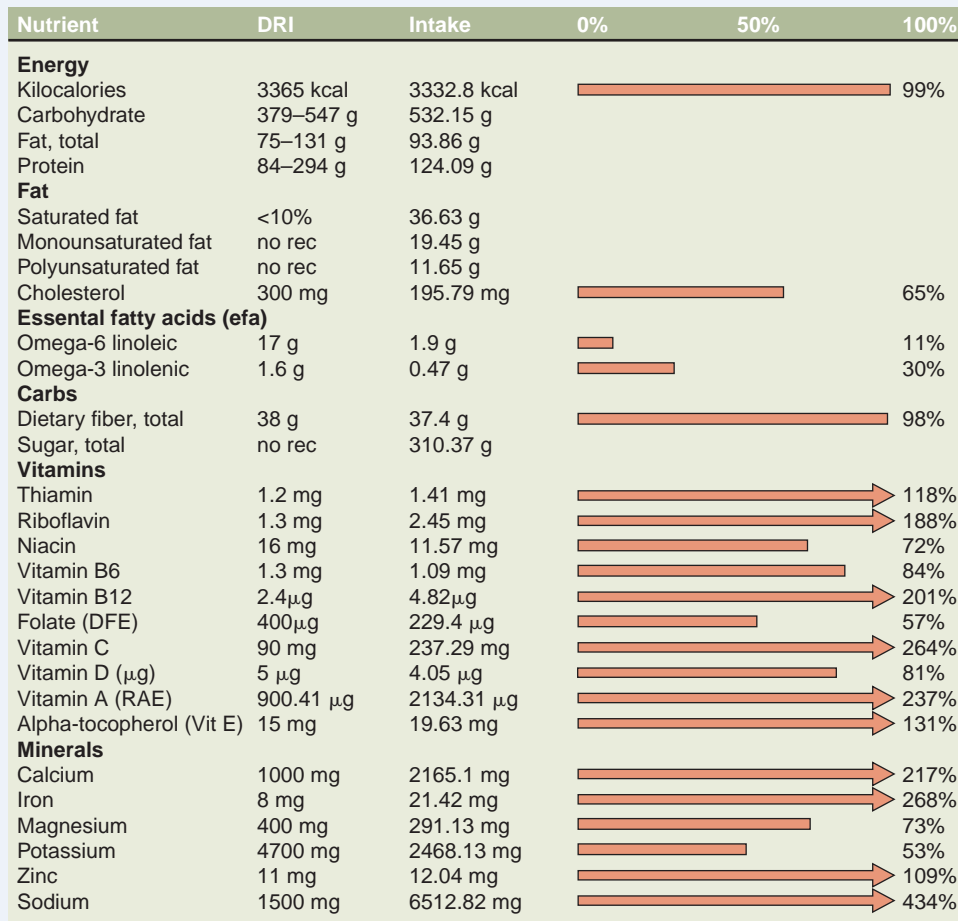 Nutrient DRI Intake 0% 50% 100%
Energy
Kilocalories 3365 kcal 3332.8 kcal 99%
Carbohydrate 379–547 g 532.15 g
Fat, total 75–131 g 93.86 g
Protein 84–294 g 124.09 g
Fat
Saturated fat <10% 36.63 g
Monounsaturated fat no rec 19.45 g
Polyunsaturated fat no rec 11.65 g
Cholesterol 300 mg 195.79 mg 65%
Essental fatty acids (efa)
Omega-6 linoleic 17 g 1.9 g 11%
Omega-3 linolenic 1.6 g 0.47 g 30%
Carbs
Dietary fiber, total 38 g 37.4 g 98%
Sugar, total no rec 310.37 g
Vitamins
Thiamin 1.2 mg 1.41 mg 118%
Riboflavin 1.3 mg 2.45 mg 188%
Niacin 16 mg 11.57 mg 72%
Vitamin B6 1.3 mg 1.09 mg 84%
Vitamin B12 2.4μg 4.82μg 201%
Folate (DFE) 400μg 229.4 μg 57%
Vitamin C 90 mg 237.29 mg 264%
Vitamin D (μg) 5 μg 4.05 μg 81%
Vitamin A (RAE) 900.41 μg 2134.31 μg 237%
Alpha-tocopherol (Vit E) 15 mg 19.63 mg 131%
Minerals
Calcium 1000 mg 2165.1 mg 217%
Iron 8 mg 21.42 mg 268%
Magnesium 400 mg 291.13 mg 73%
Potassium 4700 mg 2468.13 mg 53%
Zinc 11 mg 12.04 mg 109%
Sodium 1500 mg 6512.82 mg 434%